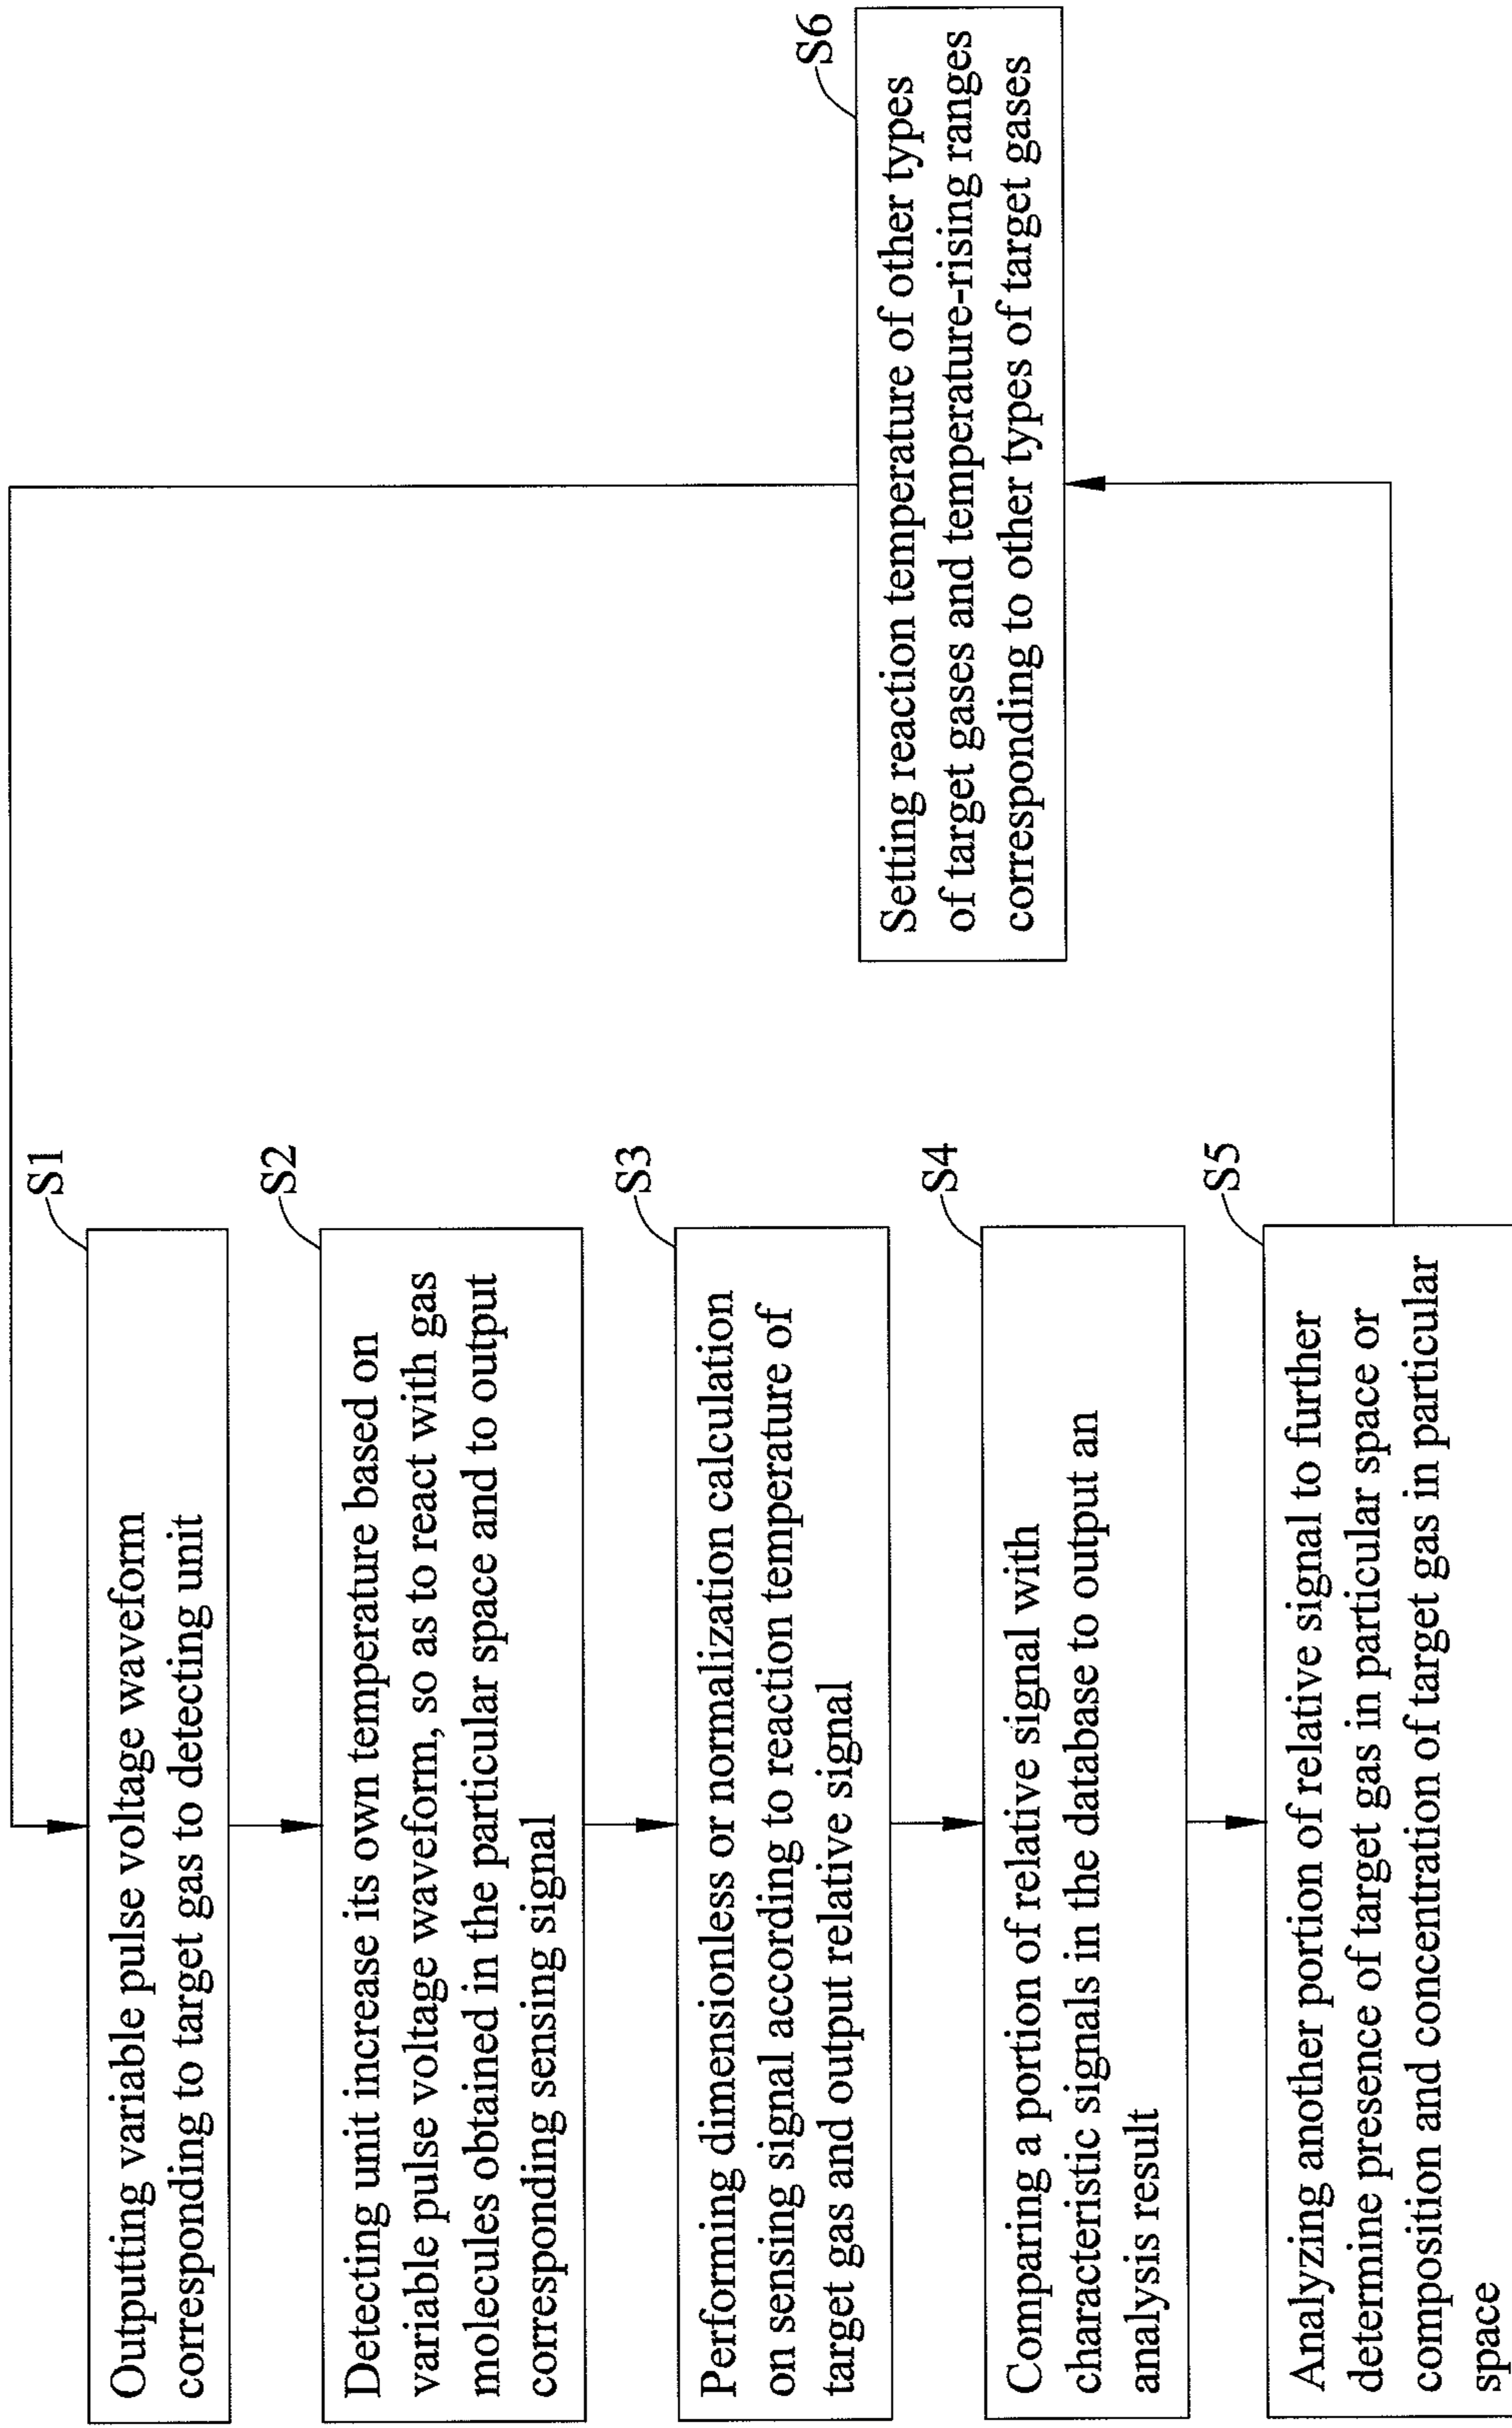 S1
Outputting variable pulse voltage waveform
corresponding to target gas to detecting unit
S2
Detecting unit increase its own temperature based on
variable pulse voltage waveform, so as to react with gas
molecules obtained in the particular space and to output
corresponding sensing signal
S3
Performing dimensionless or normalization calculation
on sensing signal according to reaction temperature of
target gas and output relative signal
S4
Comparing a portion of relative signal with
characteristic signals in the database to output an
analysis result
S5
Analyzing another portion of relative signal to further
determine presence of target gas in particular space or
composition and concentration of target gas in particular
space
S6
Setting reaction temperature of other types
of target gases and temperature-rising ranges
corresponding to other types of target gases